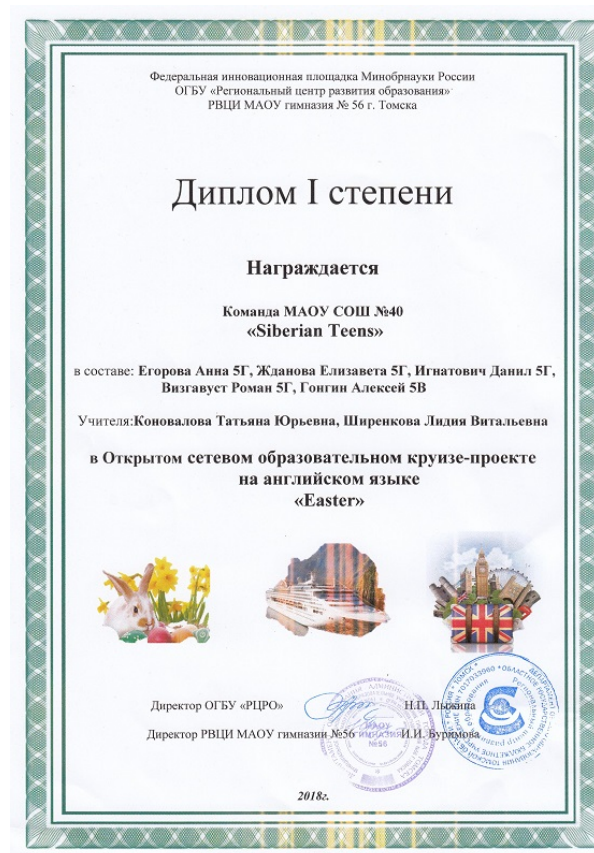 Федеральная инновационная площадка Минобрнауки России
ОГБУ «Региональный центр развития образования»
РВЦИ МАОУ гимназия № 56 г. Томска
Диплом I степени
Награждается
Команда МАОУ СОШ №40
«Siberian Teens»
в составе: Егорова Анна 5Г, Жданова Елизавета 5Г, Игнатович Данил 5Г,
Визгавуст Роман 5Г, Гонгин Алексей 5В
Учителя:Коновалова Татьяна Юрьевна, Ширенкова Лидия Витальевна
в Открытом сетевом образовательном круизе-проекте
на английском языке
«Easter»
Директор ОГБУ «РЦРО» Н.П. Лыжина
Директор РВЦИ МАОУ гимназии №56 И.И. Буримова
МАОУ
ГИМНАЗИЯ
№56
2018г.